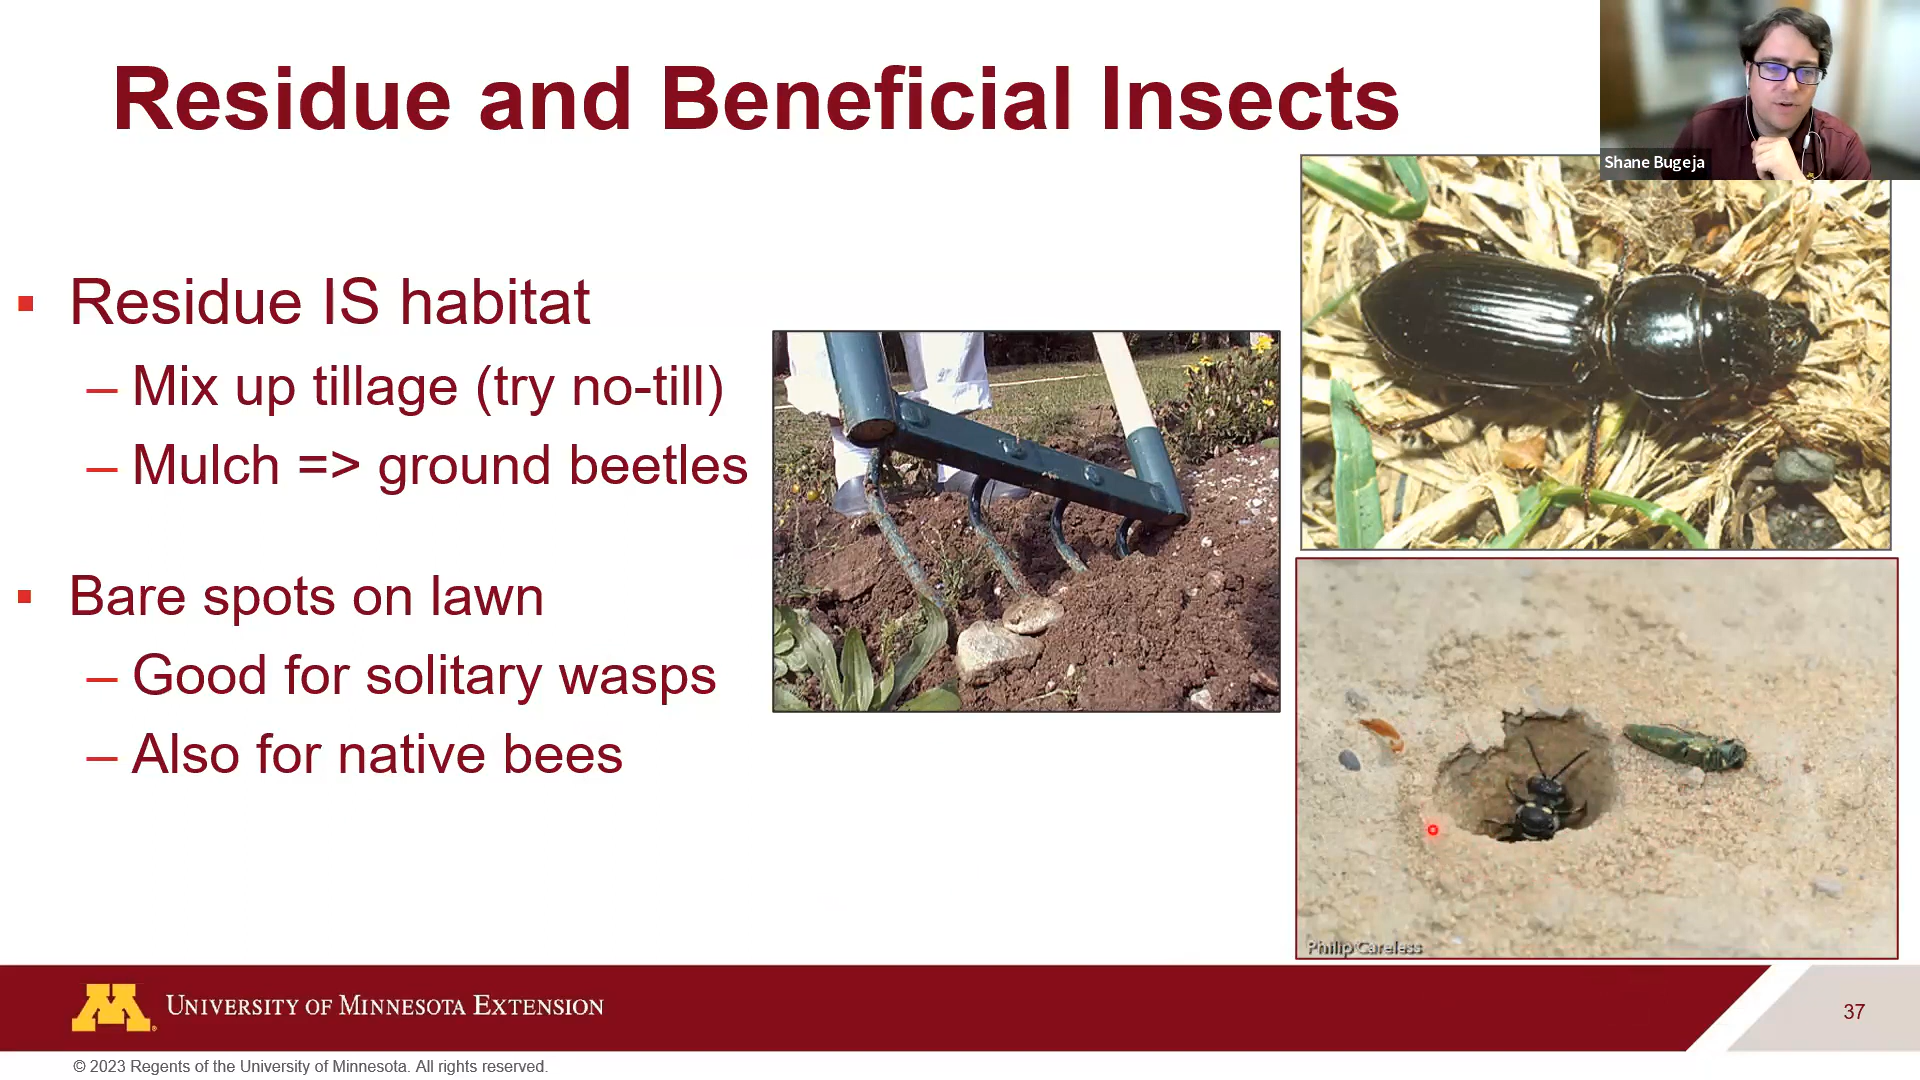 Residue and Beneficial Insects
Shane Bugeja
▪ Residue IS habitat
– Mix up tillage (try no-till)
– Mulch => ground beetles
▪ Bare spots on lawn
– Good for solitary wasps
– Also for native bees
Philip Careless
M
UNIVERSITY OF MINNESOTA EXTENSION
37
© 2023 Regents of the University of Minnesota. All rights reserved.